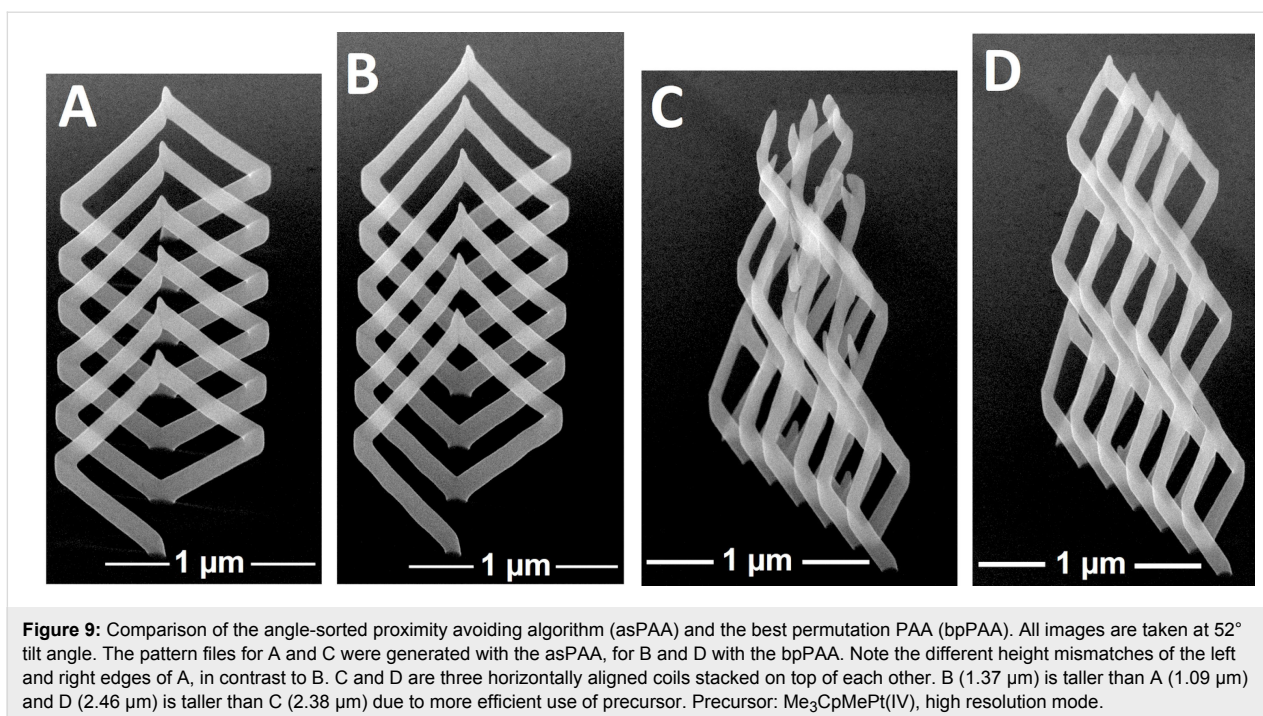 A
B
C
D
1 µm
1 µm
1 µm
1 µm
Figure 9: Comparison of the angle-sorted proximity avoiding algorithm (asPAA) and the best permutation PAA (bpPAA). All images are taken at 52°
tilt angle. The pattern files for A and C were generated with the asPAA, for B and D with the bpPAA. Note the different height mismatches of the left
and right edges of A, in contrast to B. C and D are three horizontally aligned coils stacked on top of each other. B (1.37 µm) is taller than A (1.09 µm)
and D (2.46 µm) is taller than C (2.38 µm) due to more efficient use of precursor. Precursor: Me₃CpMePt(IV), high resolution mode.